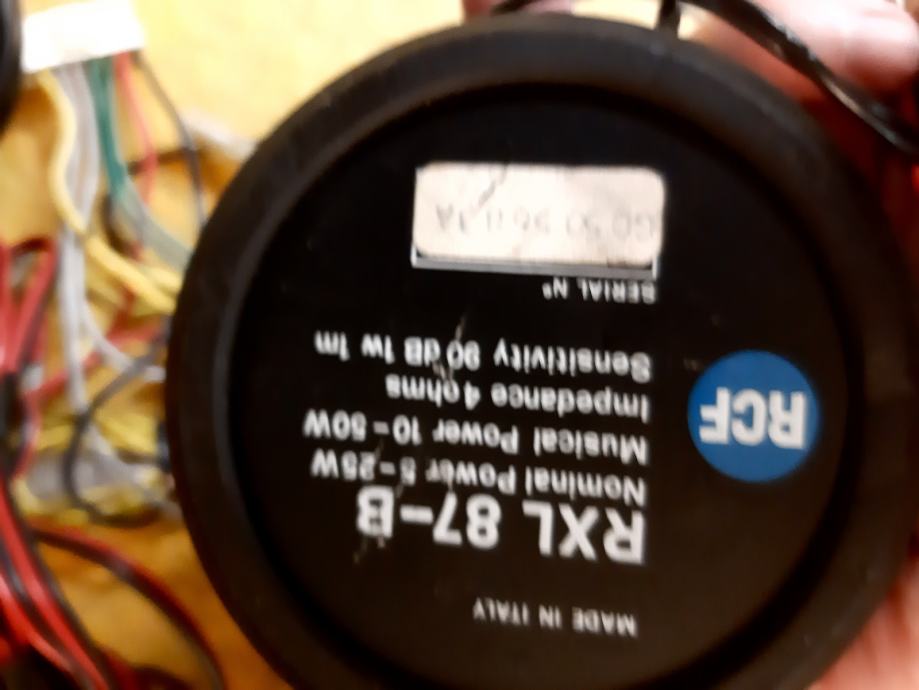 RCF
MADE IN ITALY
RXL 87-B
Nominal Power 5-25W
Musical Power 10-50W
Impedance 4 ohms
Sensitivity 90 dB 1w 1m
SERIAL N°